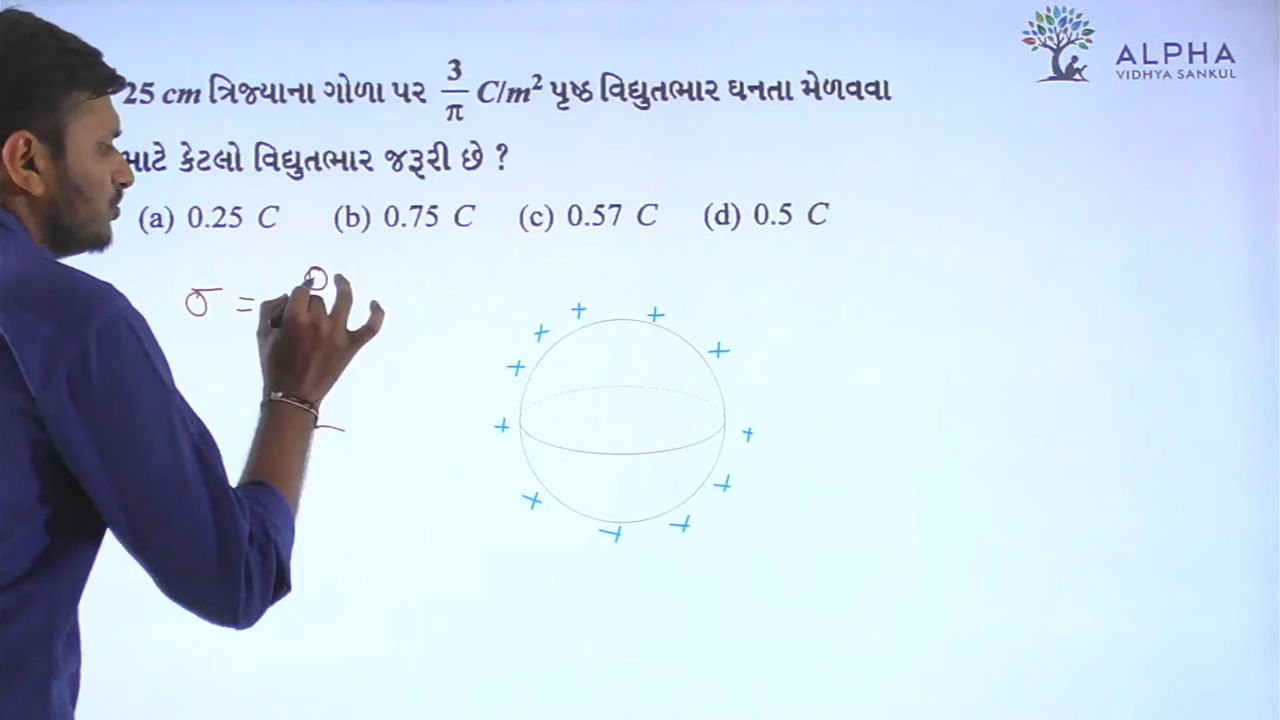 ALPHA
VIDHYA SANKUL
25 cm ત્રિજ્યાના ગોળા પર 3/π C/m² પૃષ્ઠ વિદ્યુતભાર ઘનતા મેળવવા
કેટલો વિદ્યુતભાર જરૂરી છે ?
(a) 0.25 C (b) 0.75 C (c) 0.57 C (d) 0.5 C
σ =